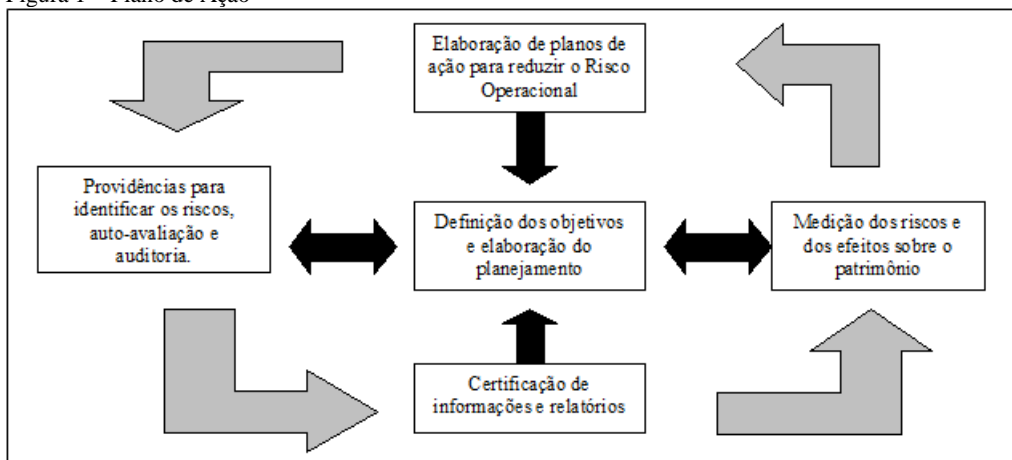 Figura 1 – Plano de Ação
Elaboração de planos de
ação para reduzir o Risco
Operacional
Providências para
identificar os riscos,
auto-avaliação e
auditoria.
Definição dos objetivos
e elaboração do
planejamento
Medição dos riscos e
dos efeitos sobre o
patrimônio
Certificação de
informações e relatórios